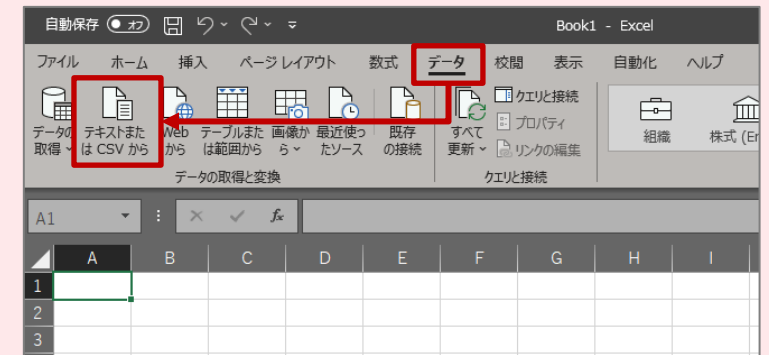 自動保存 オフ Book1 - Excel
ファイル ホーム 挿入 ページ レイアウト 数式 データ 校閲 表示 自動化 ヘルプ
データの取得 テキストまたは CSV から Web から テーブルまたは範囲から 画像から 最近使ったソース 既存の接続 すべて更新 クエリと接続 プロパティ リンクの編集 組織 株式 (En
データの取得と変換 クエリと接続
A1 fx
A B C D E F G H I
1
2
3